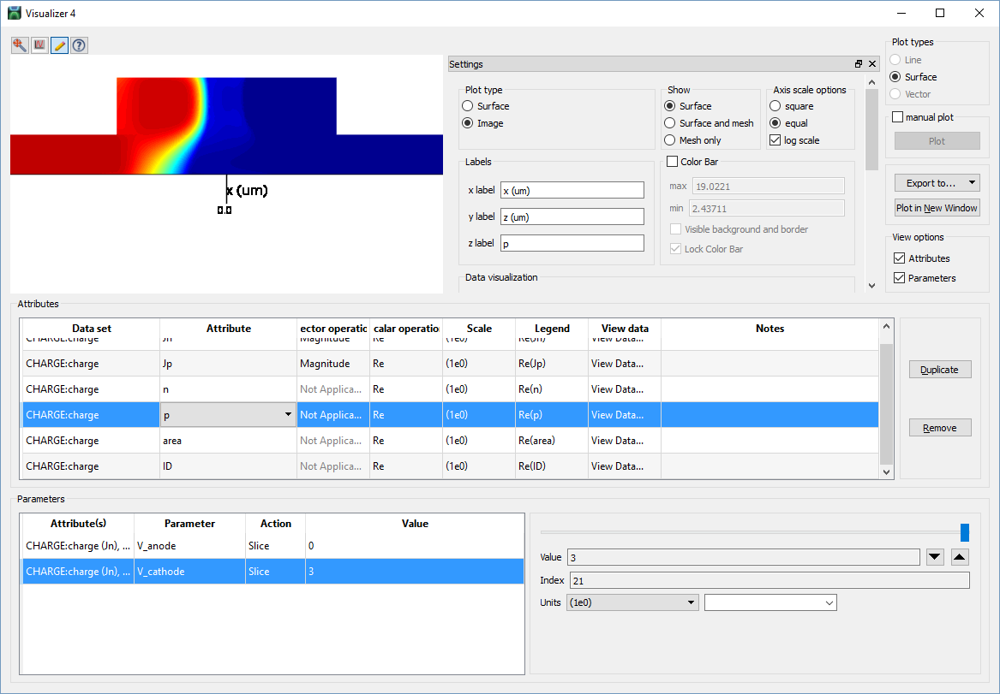 Visualizer 4
x (um)
0.0
Settings
Plot type
Surface
Image
Show
Surface
Surface and mesh
Mesh only
Axis scale options
square
equal
log scale
Labels
x label x (um)
y label z (um)
z label p
Color Bar
max 19.0221
min 2.43711
Visible background and border
Lock Color Bar
Data visualization
Plot types
Line
Surface
Vector
manual plot
Plot
Export to...
Plot in New Window
View options
Attributes
Parameters
Attributes
Data set Attribute ector operatio calar operatio Scale Legend View data Notes
CHARGE:charge Jn Magnitude Re (1e0) Re(Jn) View Data...
CHARGE:charge Jp Magnitude Re (1e0) Re(Jp) View Data...
CHARGE:charge n Not Applica... Re (1e0) Re(n) View Data...
CHARGE:charge p Not Applica... Re (1e0) Re(p) View Data...
CHARGE:charge area Not Applica... Re (1e0) Re(area) View Data...
CHARGE:charge ID Not Applica... Re (1e0) Re(ID) View Data...
Duplicate
Remove
Parameters
Attribute(s) Parameter Action Value
CHARGE:charge (Jn), ... V_anode Slice 0
CHARGE:charge (Jn), ... V_cathode Slice 3
Value 3
Index 21
Units (1e0)